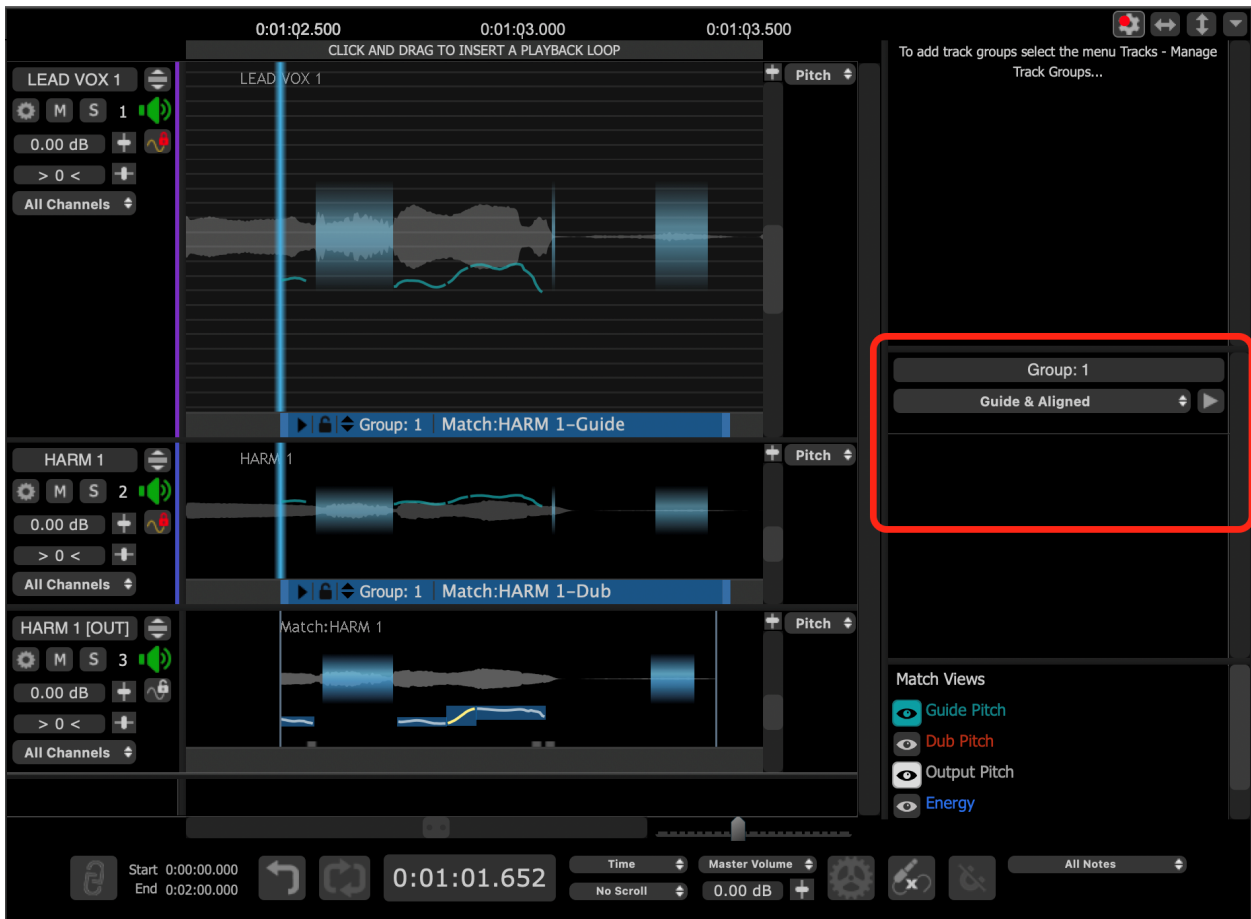 0:01:02.500 0:01:03.000 0:01:03.500
CLICK AND DRAG TO INSERT A PLAYBACK LOOP
To add track groups select the menu Tracks - Manage
Track Groups...
LEAD VOX 1
LEAD VOX 1
Pitch
M S 1
0.00 dB
> 0 <
All Channels
Group: 1 Match:HARM 1-Guide
Group: 1
Guide & Aligned
HARM 1
HARM 1
Pitch
M S 2
0.00 dB
> 0 <
All Channels
Group: 1 Match:HARM 1-Dub
HARM 1 [OUT]
Match:HARM 1
Pitch
M S 3
0.00 dB
> 0 <
All Channels
Match Views
Guide Pitch
Dub Pitch
Output Pitch
Energy
Start 0:00:00.000
End 0:02:00.000
0:01:01.652
Time
No Scroll
Master Volume
0.00 dB
x
All Notes